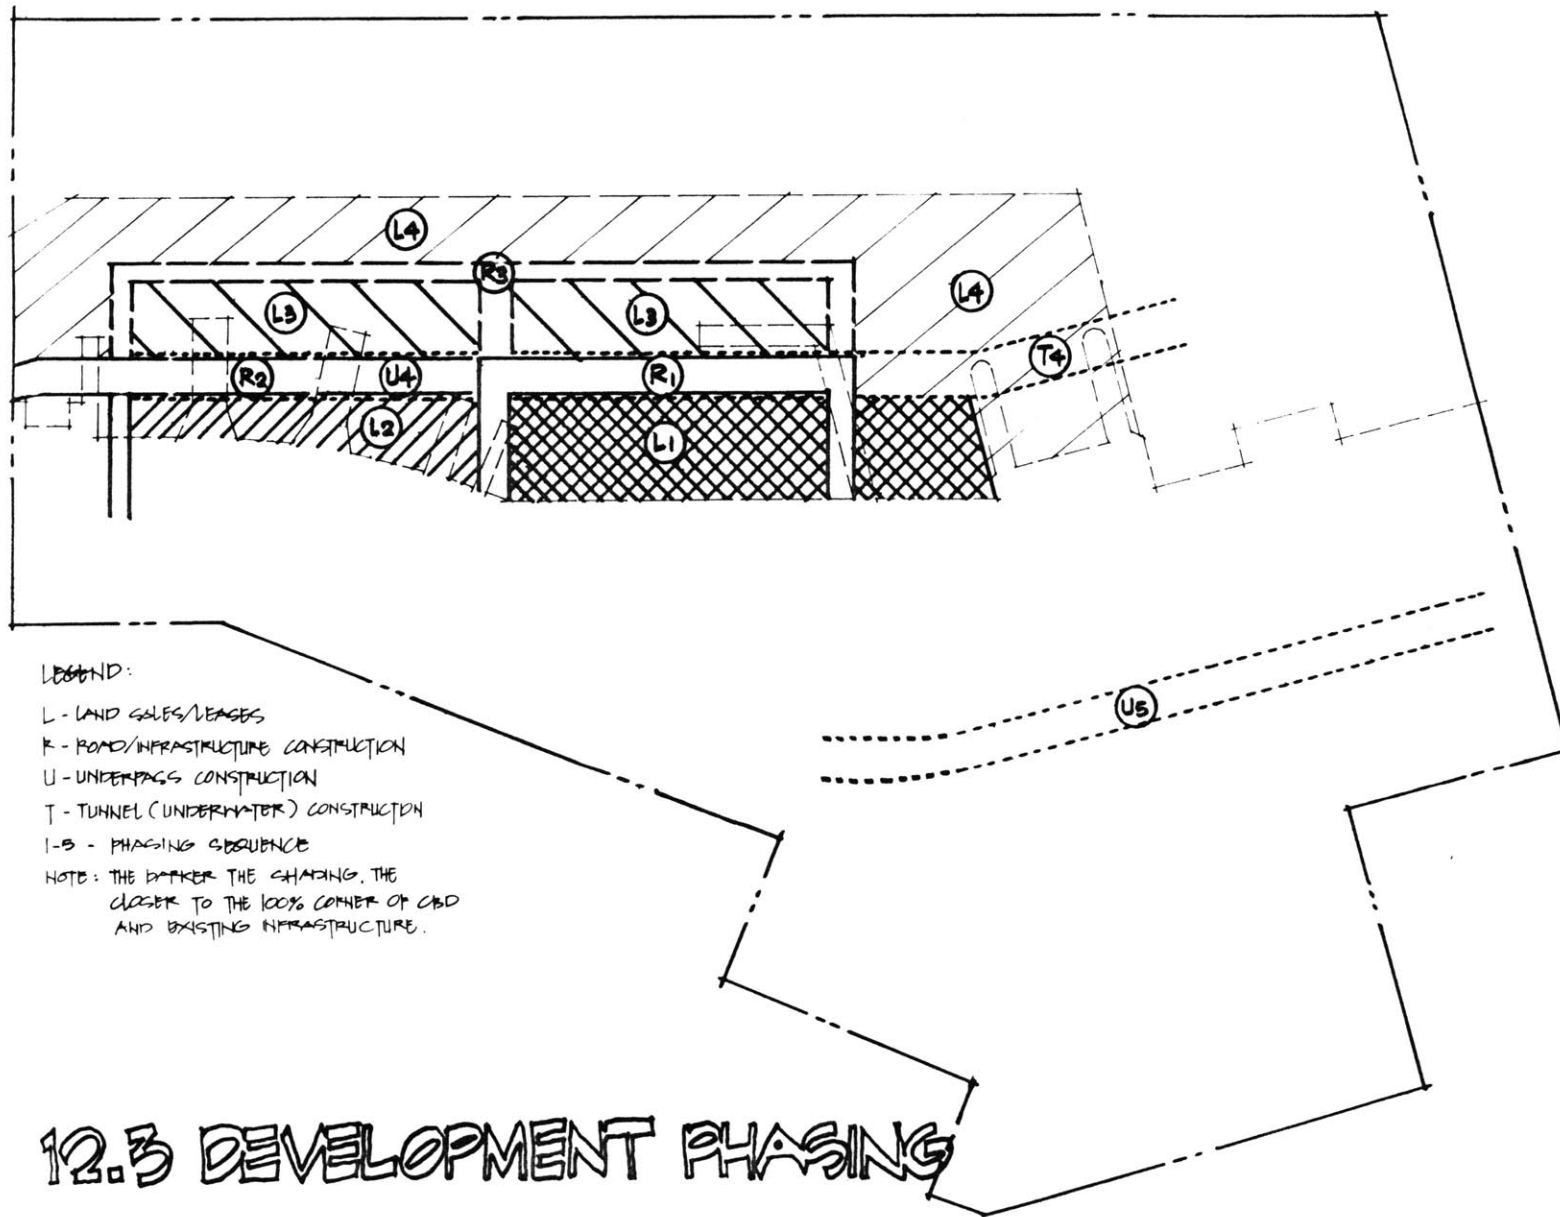 L4
R3
L3
L3
L4
T4
R2
U4
R1
L2
L1
U5
LEGEND:
L - LAND SALES/LEASES
R - ROAD/INFRASTRUCTURE CONSTRUCTION
U - UNDERPASS CONSTRUCTION
T - TUNNEL (UNDERWATER) CONSTRUCTON
1-5 - PHASING SEQUENCE
NOTE: THE DARKER THE SHADING, THE
CLOSER TO THE 100% CORNER OF CBD
AND EXISTING INFRASTRUCTURE.
12.3 DEVELOPMENT PHASING